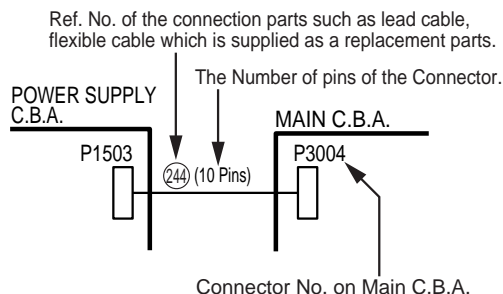 Ref. No. of the connection parts such as lead cable,
flexible cable which is supplied as a replacement parts.
The Number of pins of the Connector.
POWER SUPPLY
C.B.A.
MAIN C.B.A.
P1503
244 (10 Pins)
P3004
Connector No. on Main C.B.A.